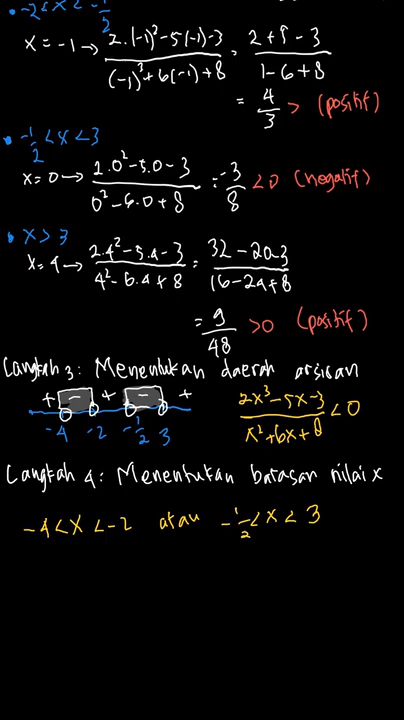 • -2 < x < -1/2
x = -1 → (2.(-1)² - 5(-1) - 3)/((-1)² + 6(-1) + 8) = (2 + 5 - 3)/(1 - 6 + 8)
= 4/3 > (positif)
• -1/2 < x < 3
x = 0 → (2.0² - 5.0 - 3)/(0² - 6.0 + 8) = -3/8 < 0 (negatif)
• x > 3
x = 4 → (2.4² - 5.4 - 3)/(4² - 6.4 + 8) = (32 - 20-3)/(16 - 24 + 8)
= 9/48 > 0 (positif)
Langkah 3: Menentukan daerah arsiran
+ - + - +
-4 -2 -1/2 3
(2x³ - 5x - 3)/(x² + 6x + 8) < 0
Langkah 4: Menentukan batasan nilai x
-4 < x < -2 atau -1/2 < x < 3